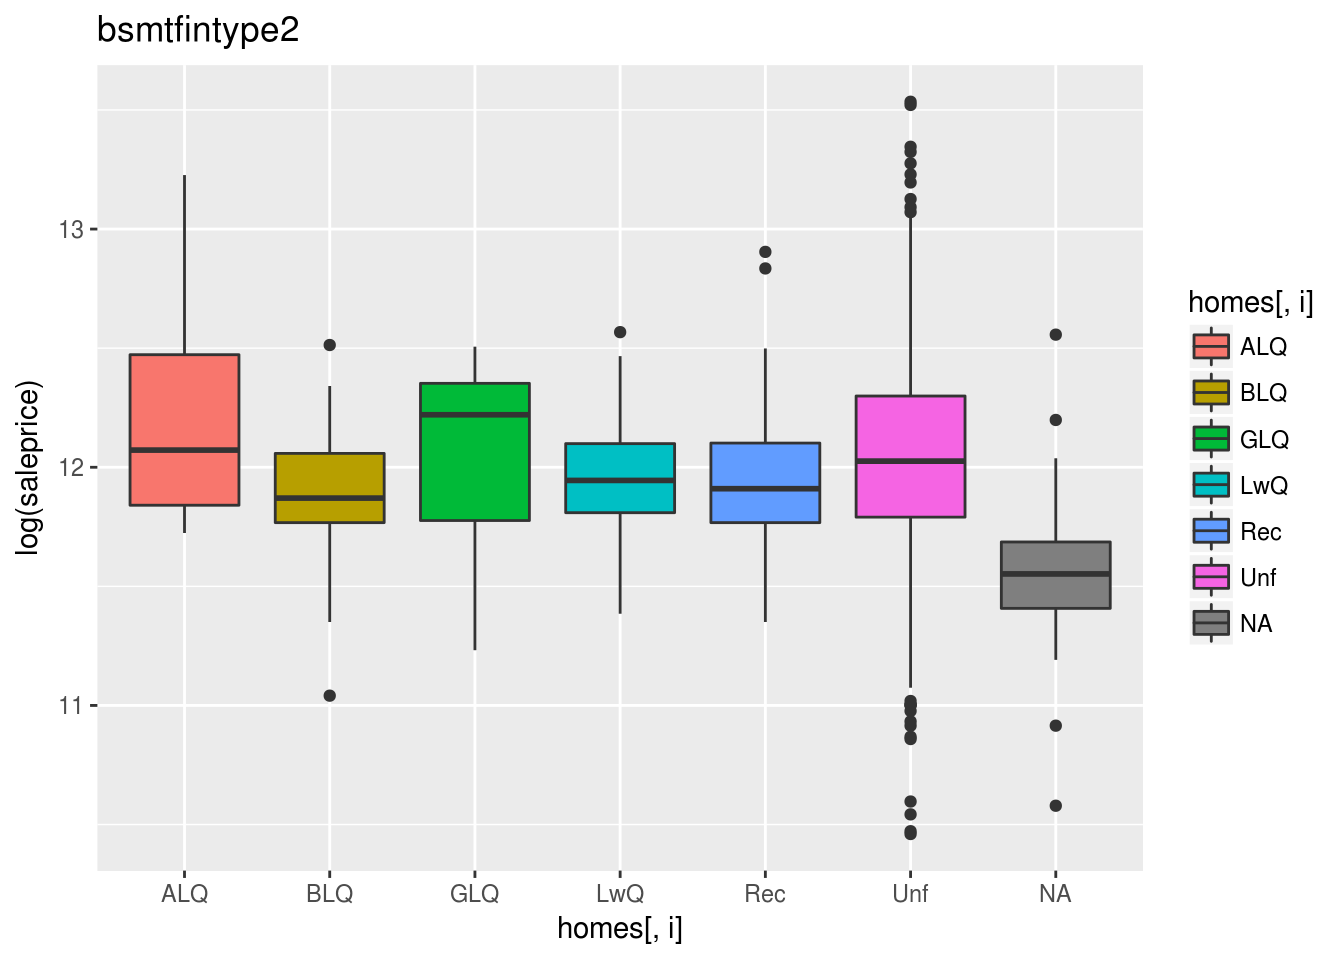 bsmtfintype2
log(saleprice)
13
12
11
ALQ BLQ GLQ LwQ Rec Unf NA
homes[, i]
homes[, i]
ALQ
BLQ
GLQ
LwQ
Rec
Unf
NA